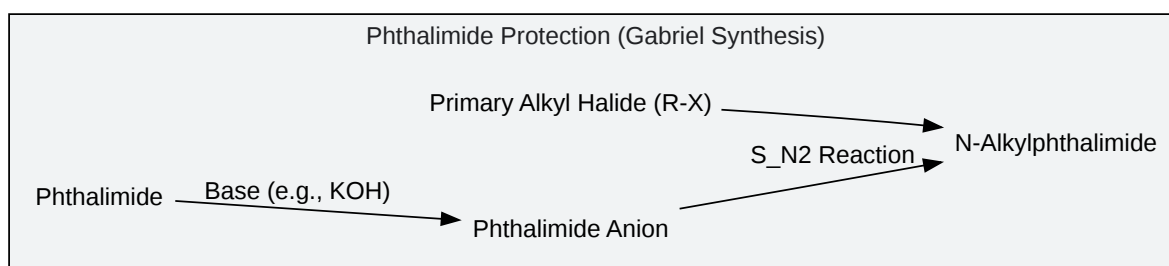 Phthalimide Protection (Gabriel Synthesis)
Primary Alkyl Halide (R-X)
N-Alkylphthalimide
S_N2 Reaction
Base (e.g., KOH)
Phthalimide
Phthalimide Anion